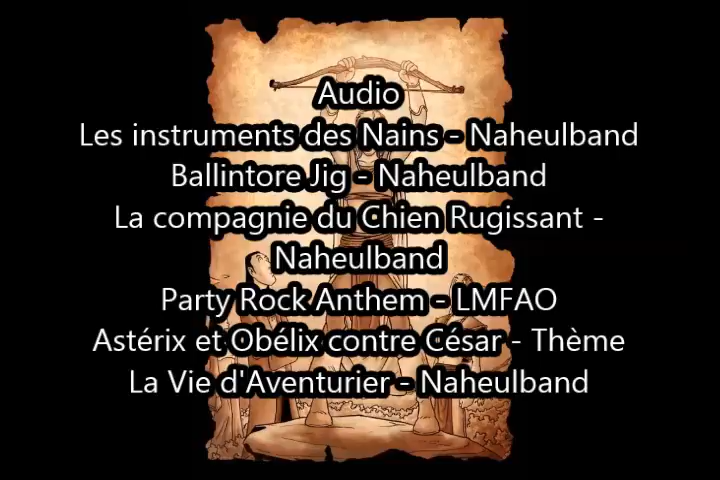 Audio
Les instruments des Nains - Naheulband
Ballintore Jig - Naheulband
La compagnie du Chien Rugissant -
Naheulband
Party Rock Anthem - LMFAO
Astérix et Obélix contre César - Thème
La Vie d'Aventurier - Naheulband